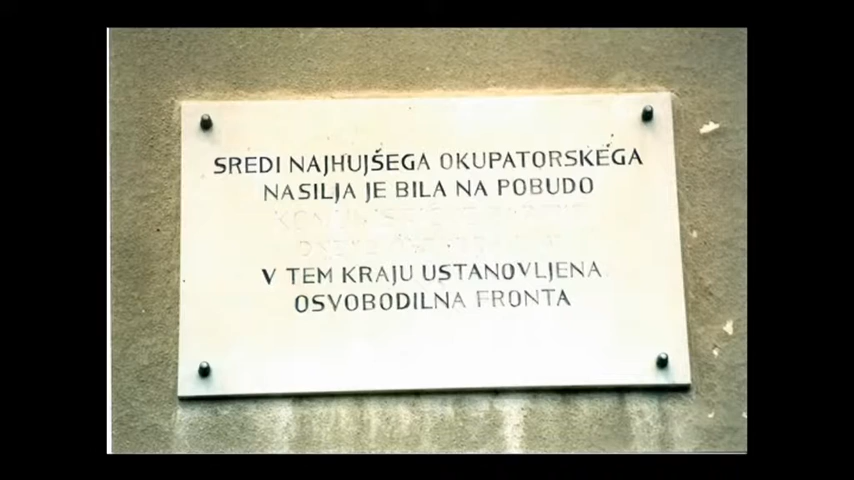 SREDI NAJHUJŠEGA OKUPATORSKEGA
NASILJA JE BILA NA POBUDO
V TEM KRAJU USTANOVLJENA
OSVOBODILNA FRONTA